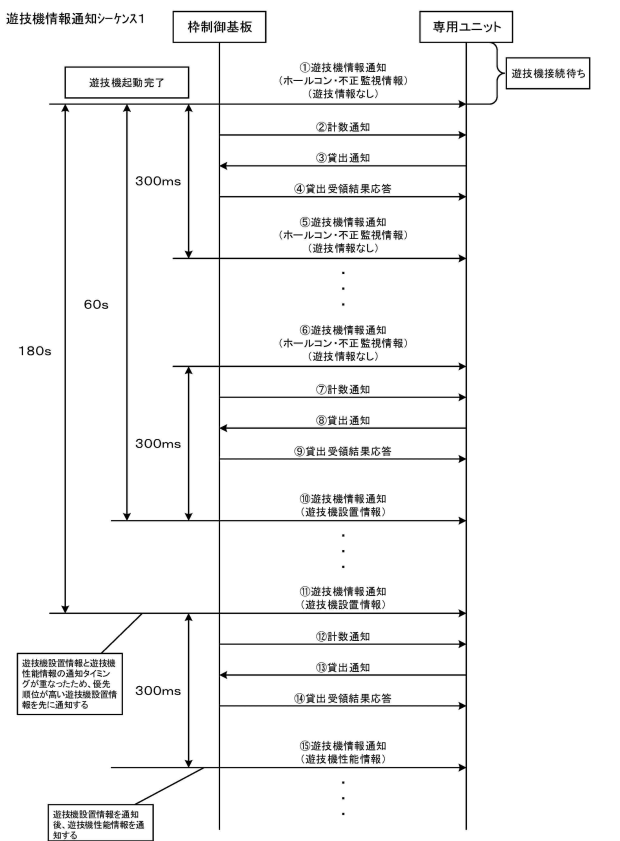 遊技機情報通知シーケンス1
枠制御基板
専用ユニット
遊技機接続待ち
遊技機起動完了
①遊技機情報通知
(ホールコン・不正監視情報)
(遊技情報なし)
②計数通知
③貸出通知
④貸出受領結果応答
300ms
⑤遊技機情報通知
(ホールコン・不正監視情報)
(遊技情報なし)
60s
180s
⑥遊技機情報通知
(ホールコン・不正監視情報)
(遊技情報なし)
⑦計数通知
⑧貸出通知
300ms
⑨貸出受領結果応答
⑩遊技機情報通知
(遊技機設置情報)
⑪遊技機情報通知
(遊技機設置情報)
遊技機設置情報と遊技機
性能情報の通知タイミン
グが重なったため、優先
順位が高い遊技機設置情
報を先に通知する
⑫計数通知
⑬貸出通知
300ms
⑭貸出受領結果応答
⑮遊技機情報通知
(遊技機性能情報)
遊技機設置情報を通知
後、遊技機性能情報を通
知する